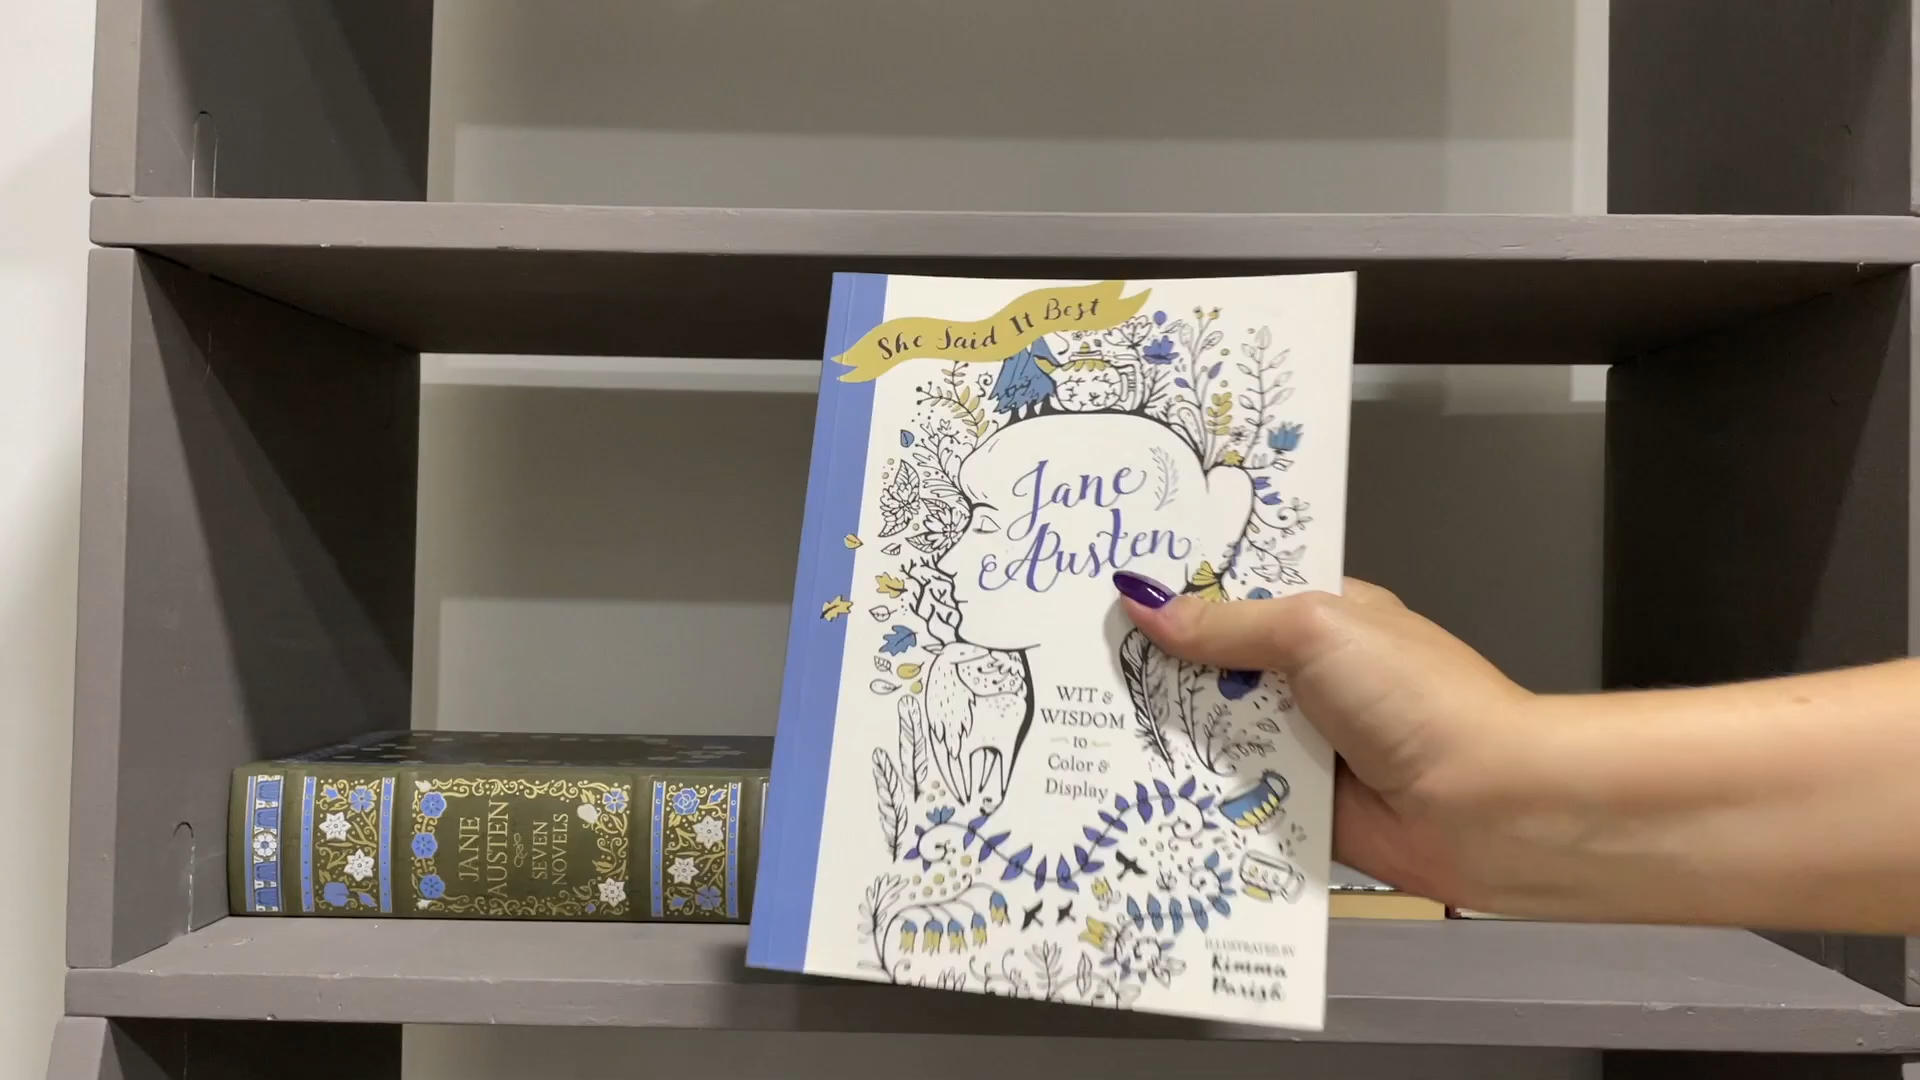 She Said It Best
Jane
Austen
WIT &
WISDOM
to
Color &
Display
ILLUSTRATED BY
Kimma
Parish
JANE
AUSTEN
SEVEN
NOVELS